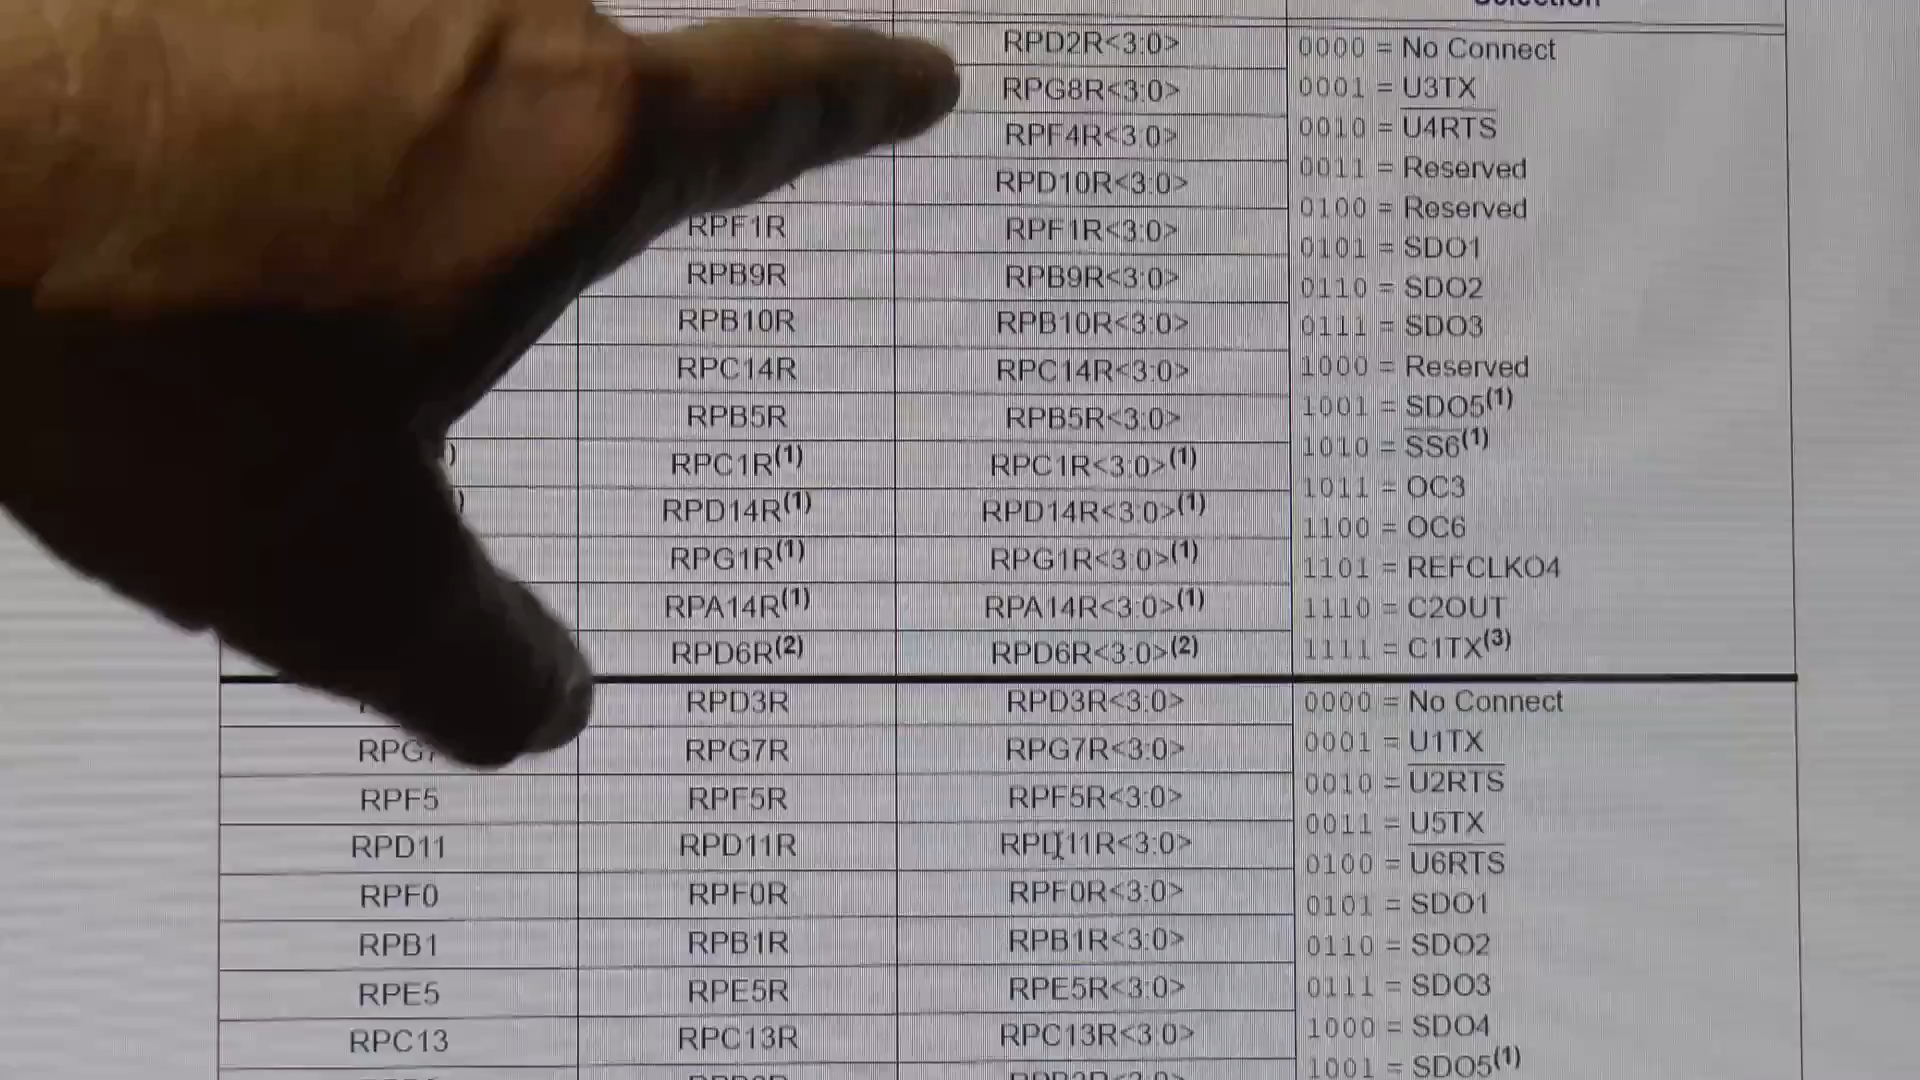 RPD2R<3:0> 0000 = No Connect
RPG8R<3:0> 0001 = U3TX
RPF4R<3:0> 0010 = U4RTS
RPD10R<3:0> 0011 = Reserved
RPF1R RPF1R<3:0> 0100 = Reserved
RPB9R RPB9R<3:0> 0101 = SDO1
RPB10R RPB10R<3:0> 0110 = SDO2
0111 = SDO3
RPC14R RPC14R<3:0> 1000 = Reserved
RPB5R RPB5R<3:0> 1001 = SDO5(1)
RPC1R(1) RPC1R<3:0>(1) 1010 = SS6(1)
RPD14R(1) RPD14R<3:0>(1) 1011 = OC3
1100 = OC6
RPG1R(1) RPG1R<3:0>(1) 1101 = REFCLKO4
RPA14R(1) RPA14R<3:0>(1) 1110 = C2OUT
RPD6R(2) RPD6R<3:0>(2) 1111 = C1TX(3)
RPD3R RPD3R<3:0> 0000 = No Connect
RPG7R RPG7R<3:0> 0001 = U1TX
0010 = U2RTS
RPF5 RPF5R RPF5R<3:0> 0011 = U5TX
RPD11 RPD11R RPD11R<3:0> 0100 = U6RTS
RPF0 RPF0R RPF0R<3:0> 0101 = SDO1
RPB1 RPB1R RPB1R<3:0> 0110 = SDO2
RPE5 RPE5R RPE5R<3:0> 0111 = SDO3
RPC13 RPC13R RPC13R<3:0> 1000 = SDO4
1001 = SDO5(1)